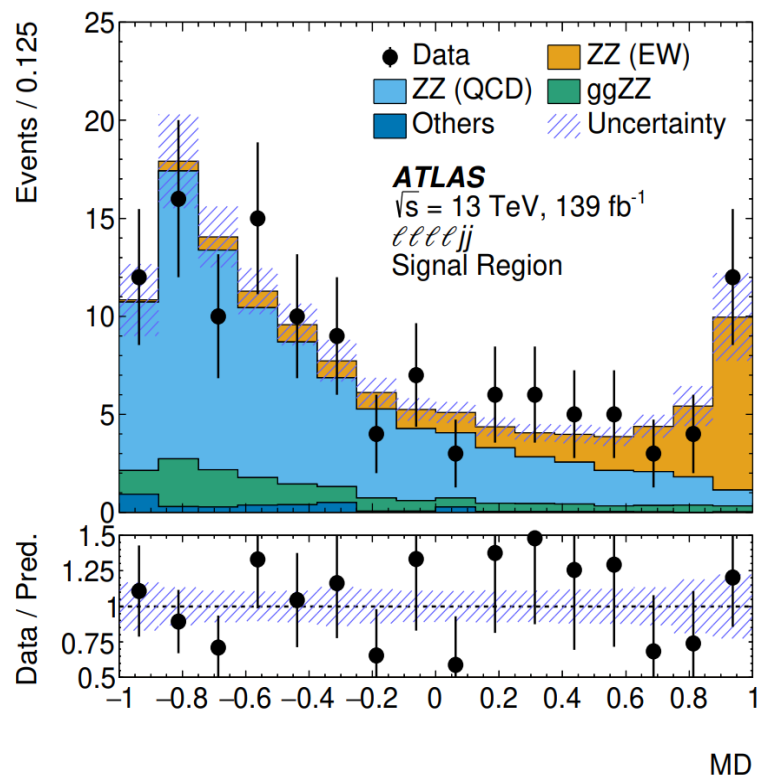 Events / 0.125
25
20
15
10
5
0
Data
ZZ (EW)
ZZ (QCD)
ggZZ
Others
Uncertainty
ATLAS
√s = 13 TeV, 139 fb⁻¹
ℓℓℓℓjj
Signal Region
Data / Pred.
1.5
1.25
1
0.75
0.5
−1 −0.8 −0.6 −0.4 −0.2 0 0.2 0.4 0.6 0.8 1
MD